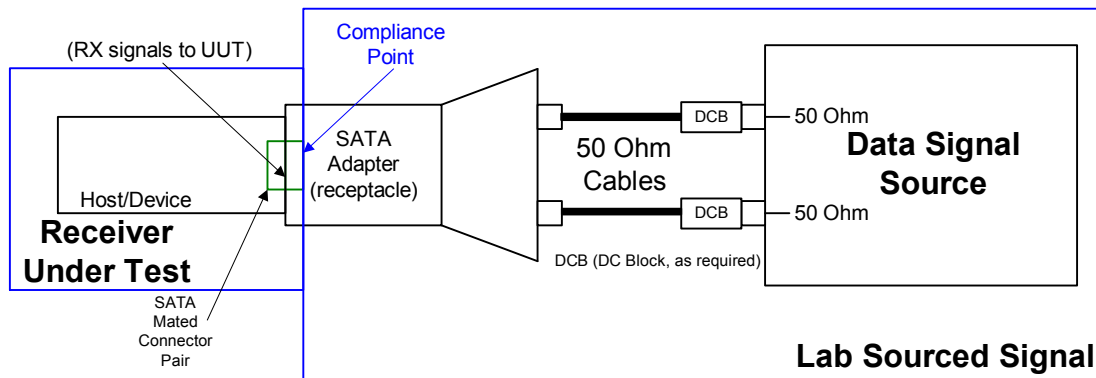 (RX signals to UUT)
Compliance
Point
SATA
Adapter
(receptacle)
Host/Device
Receiver
Under Test
SATA
Mated
Connector
Pair
50 Ohm
Cables
DCB
DCB
DCB (DC Block, as required)
50 Ohm
Data Signal
Source
50 Ohm
Lab Sourced Signal